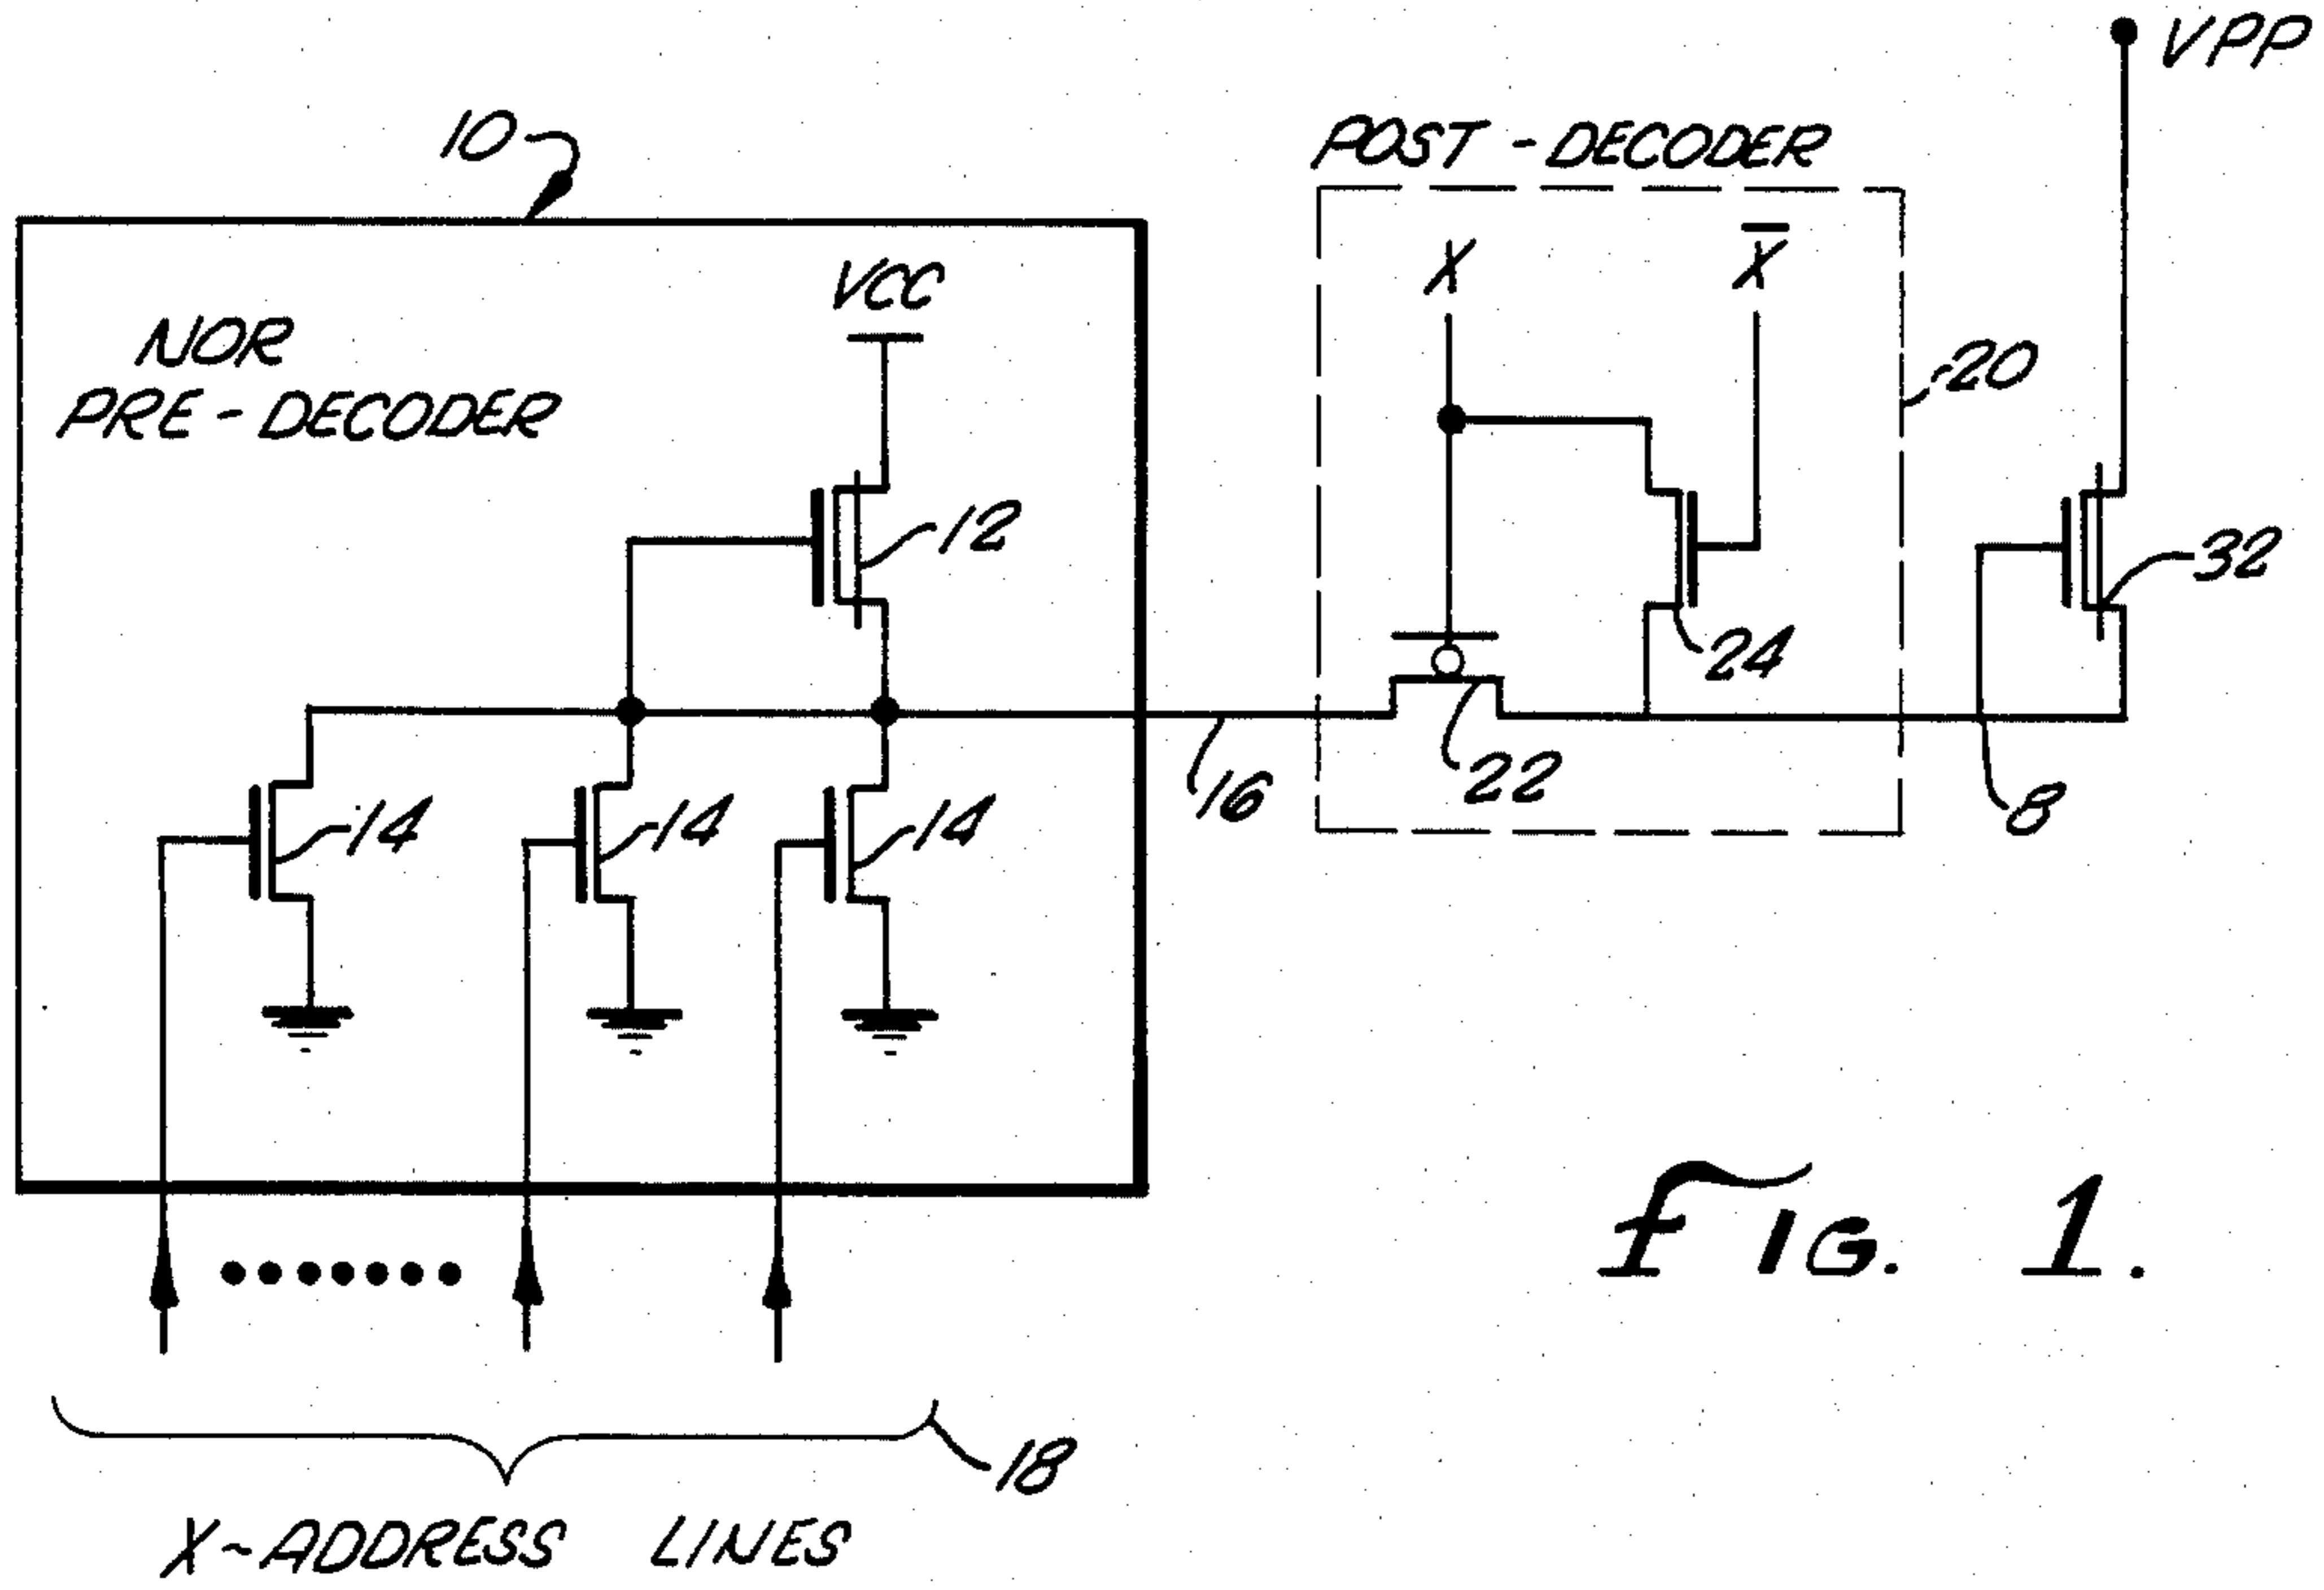 VPP
10
POST-DECODER
X
X̅
VCC
NOR
PRE-DECODER
20
12
32
24
14
14
14
16
22
8
FIG. 1.
18
X-ADDRESS LINES